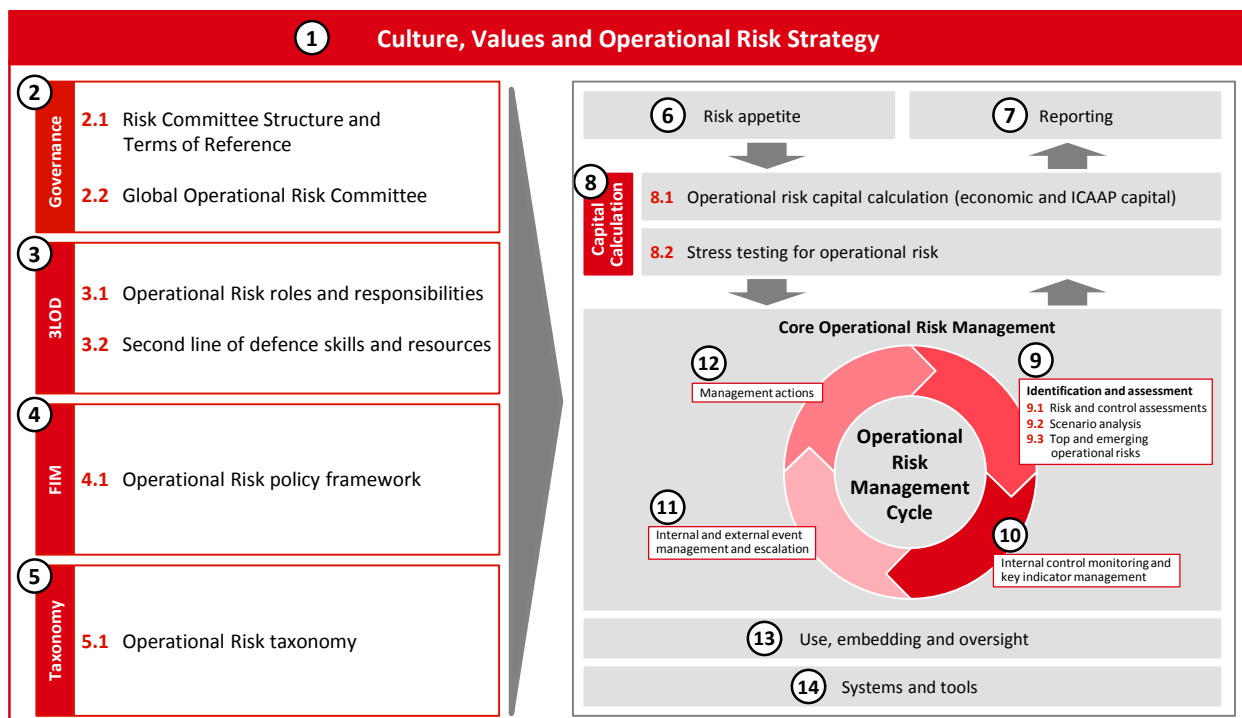 1 Culture, Values and Operational Risk Strategy
2
Governance
2.1 Risk Committee Structure and
Terms of Reference
2.2 Global Operational Risk Committee
3
3LOD
3.1 Operational Risk roles and responsibilities
3.2 Second line of defence skills and resources
4
FIM
4.1 Operational Risk policy framework
5
Taxonomy
5.1 Operational Risk taxonomy
6 Risk appetite
7 Reporting
8
Capital
Calculation
8.1 Operational risk capital calculation (economic and ICAAP capital)
8.2 Stress testing for operational risk
Core Operational Risk Management
Operational
Risk
Management
Cycle
9
Identification and assessment
9.1 Risk and control assessments
9.2 Scenario analysis
9.3 Top and emerging
operational risks
10
Internal control monitoring and
key indicator management
11
Internal and external event
management and escalation
12
Management actions
13 Use, embedding and oversight
14 Systems and tools